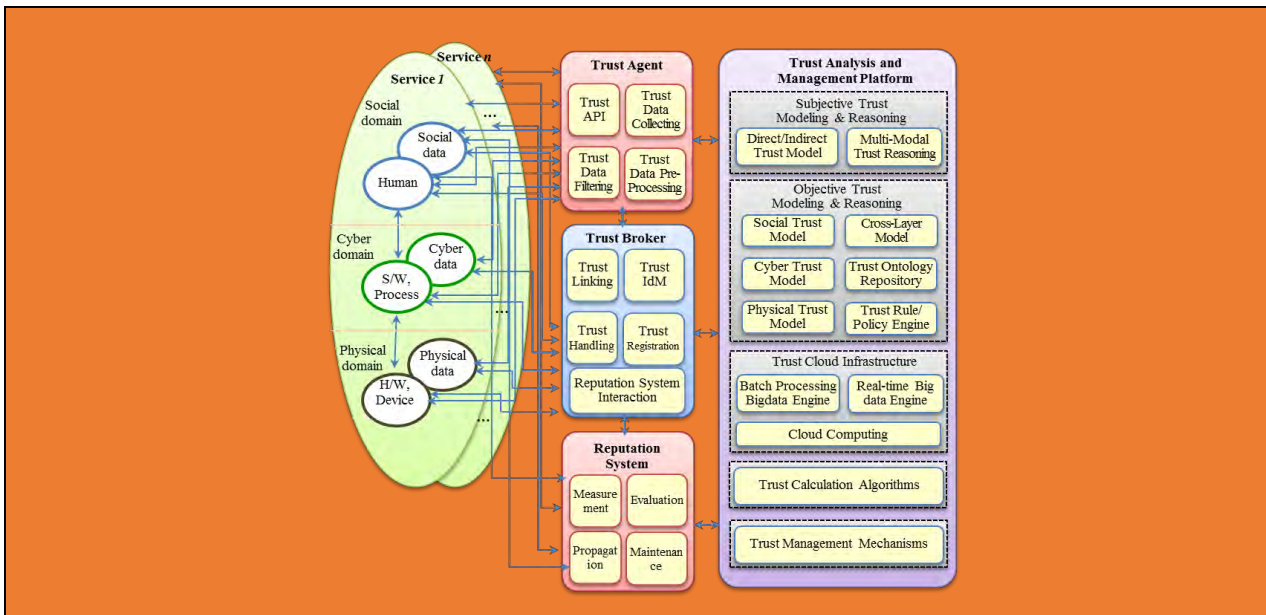 Service n
Service 1
Social
domain
Social
data
Human
Cyber
domain
Cyber
data
S/W,
Process
Physical
domain
Physical
data
H/W,
Device
...
...
...
Trust Agent
Trust
API
Trust
Data
Collecting
Trust
Data
Filtering
Trust
Data Pre-
Processing
Trust Broker
Trust
Linking
Trust
IdM
Trust
Handling
Trust
Registration
Reputation System
Interaction
Reputation
System
Measure
ment
Evaluation
Propagat
ion
Maintenan
ce
Trust Analysis and
Management Platform
Subjective Trust
Modeling & Reasoning
Direct/Indirect
Trust Model
Multi-Modal
Trust Reasoning
Objective Trust
Modeling & Reasoning
Social Trust
Model
Cross-Layer
Model
Cyber Trust
Model
Trust Ontology
Repository
Physical Trust
Model
Trust Rule/
Policy Engine
Trust Cloud Infrastructure
Batch Processing
Bigdata Engine
Real-time Big
data Engine
Cloud Computing
Trust Calculation Algorithms
Trust Management Mechanisms